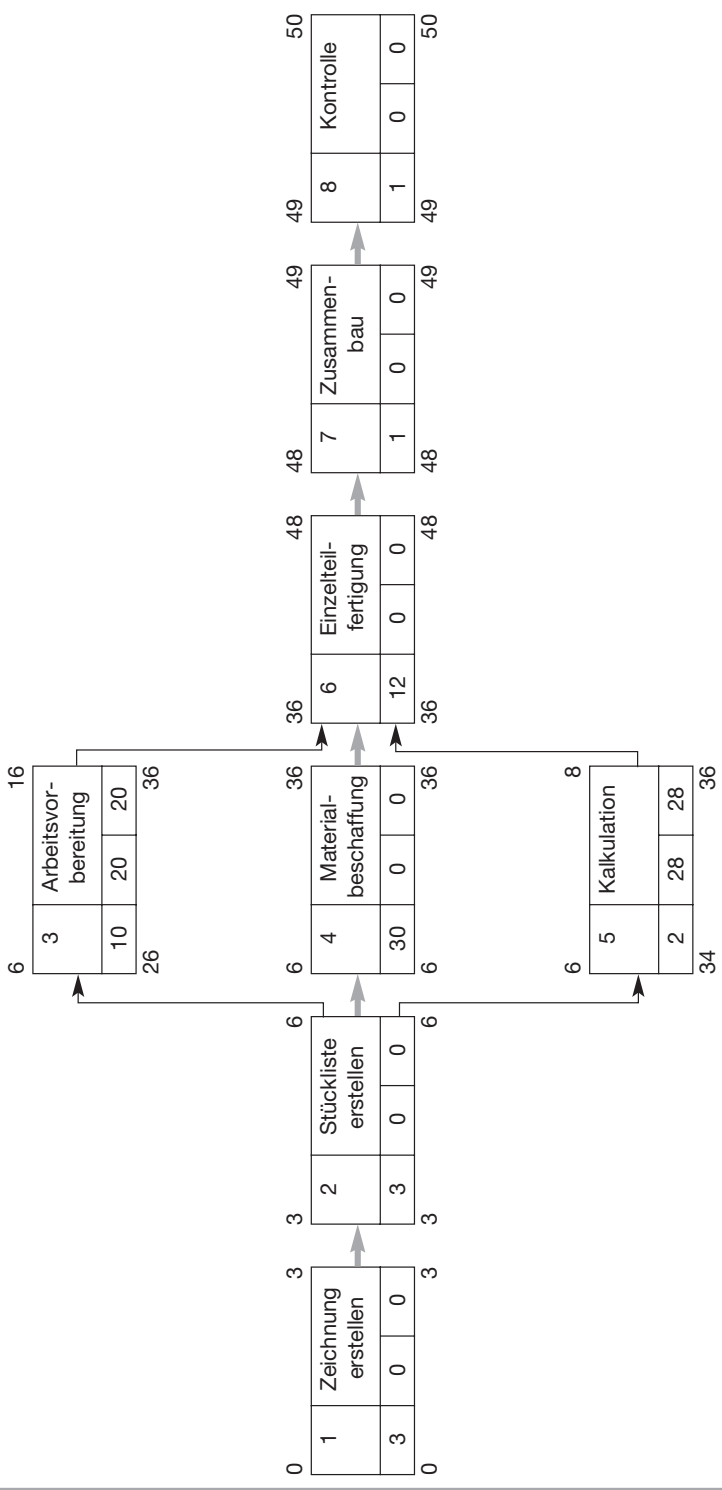 0 3
1 Zeichnung
erstellen
3 0 0
0 3
3 6
2 Stückliste
erstellen
3 0 0
3 6
6 16
3 Arbeitsvor-
bereitung
10 20 20
26 36
6 36
4 Material-
beschaffung
30 0 0
6 36
6 8
5 Kalkulation
2 28 28
34 36
36 48
6 Einzelteil-
fertigung
12 0 0
36 48
48 49
7 Zusammen-
bau
1 0 0
48 49
49 50
8 Kontrolle
1 0 0
49 50